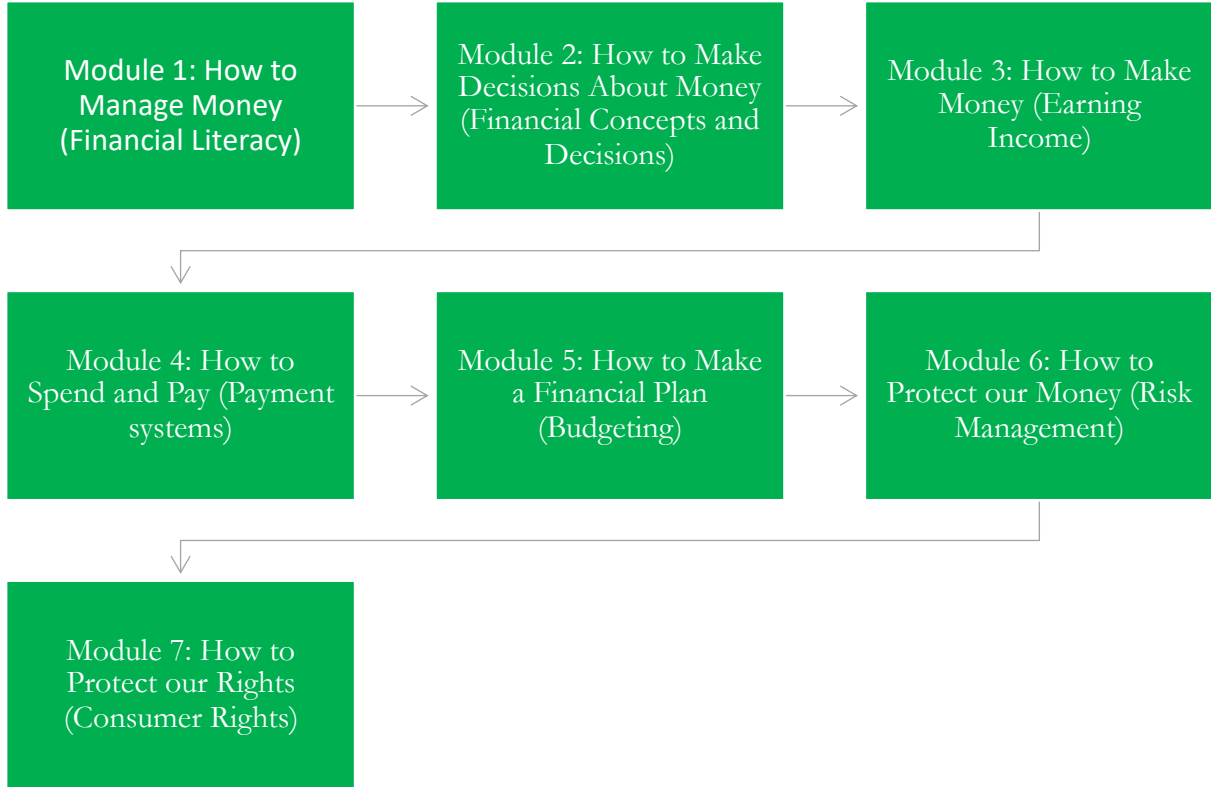 Module 1: How to
Manage Money
(Financial Literacy)
Module 2: How to Make
Decisions About Money
(Financial Concepts and
Decisions)
Module 3: How to Make
Money (Earning
Income)
Module 4: How to
Spend and Pay (Payment
systems)
Module 5: How to Make
a Financial Plan
(Budgeting)
Module 6: How to
Protect our Money (Risk
Management)
Module 7: How to
Protect our Rights
(Consumer Rights)